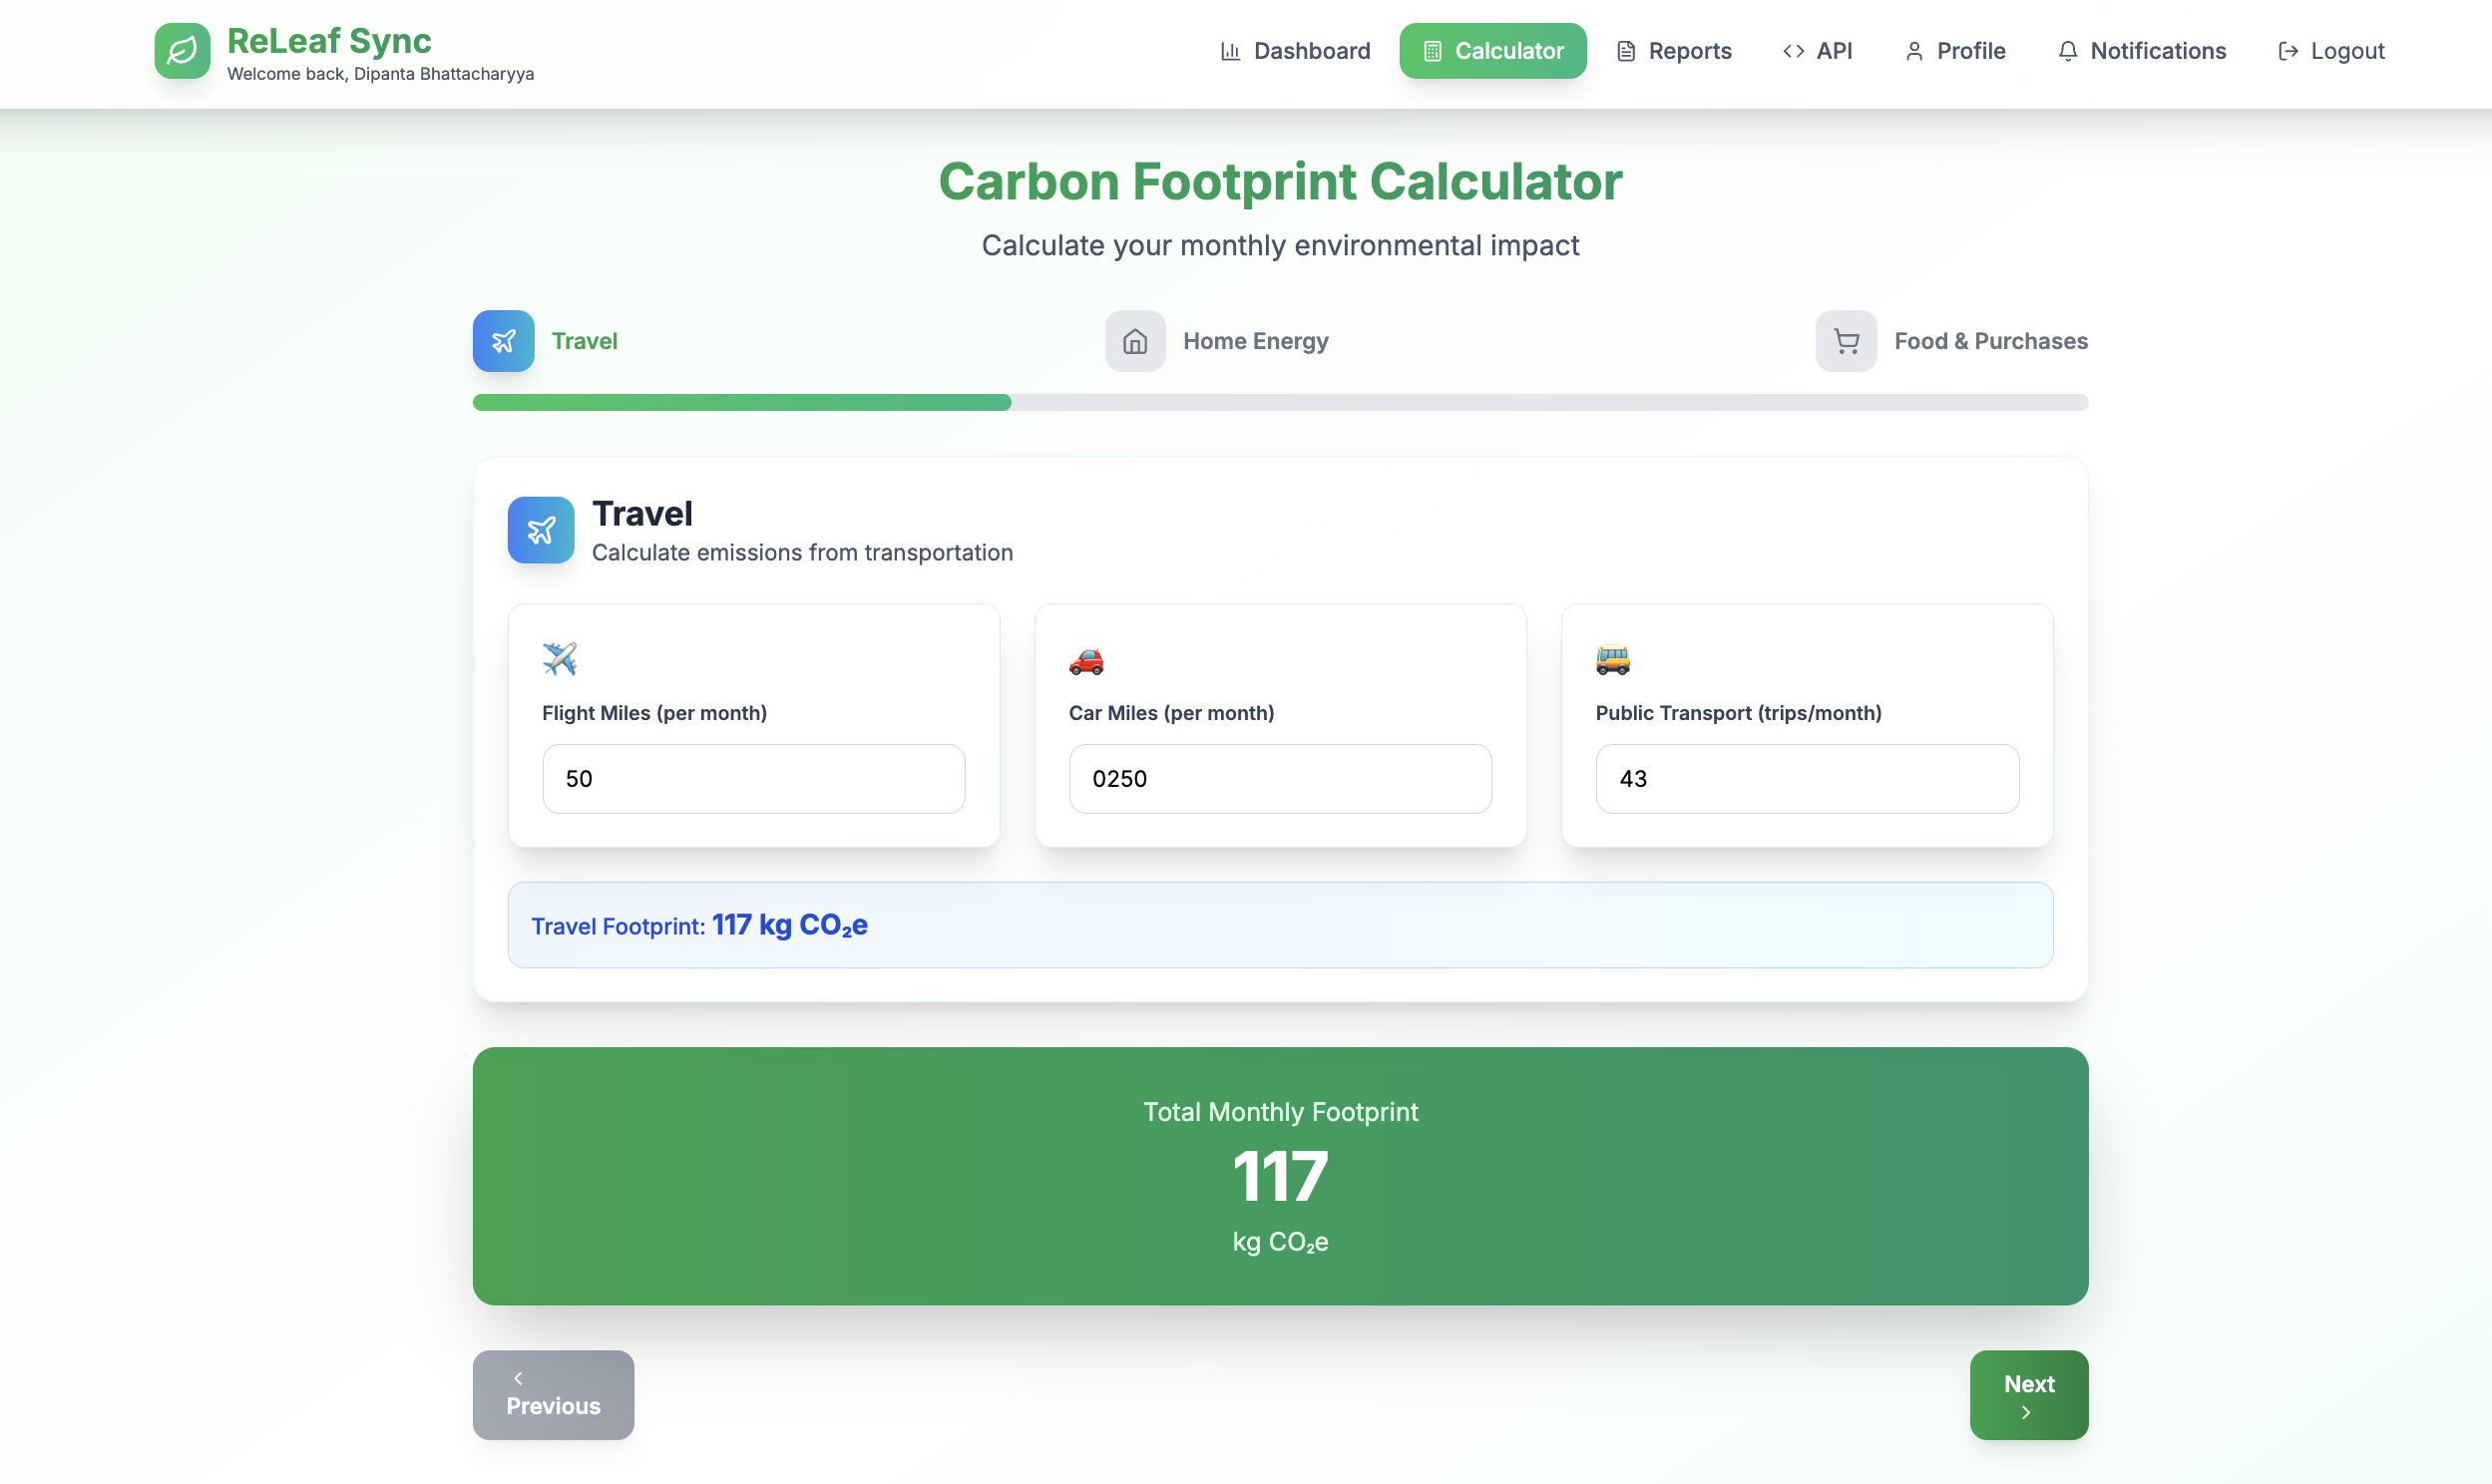 ReLeaf Sync
Welcome back, Dipanta Bhattacharyya
Dashboard
Calculator
Reports
API
Profile
Notifications
Logout
Carbon Footprint Calculator
Calculate your monthly environmental impact
Travel
Home Energy
Food & Purchases
Travel
Calculate emissions from transportation
Flight Miles (per month)
50
Car Miles (per month)
0250
Public Transport (trips/month)
43
Travel Footprint: 117 kg CO₂e
Total Monthly Footprint
117
kg CO₂e
Previous
Next